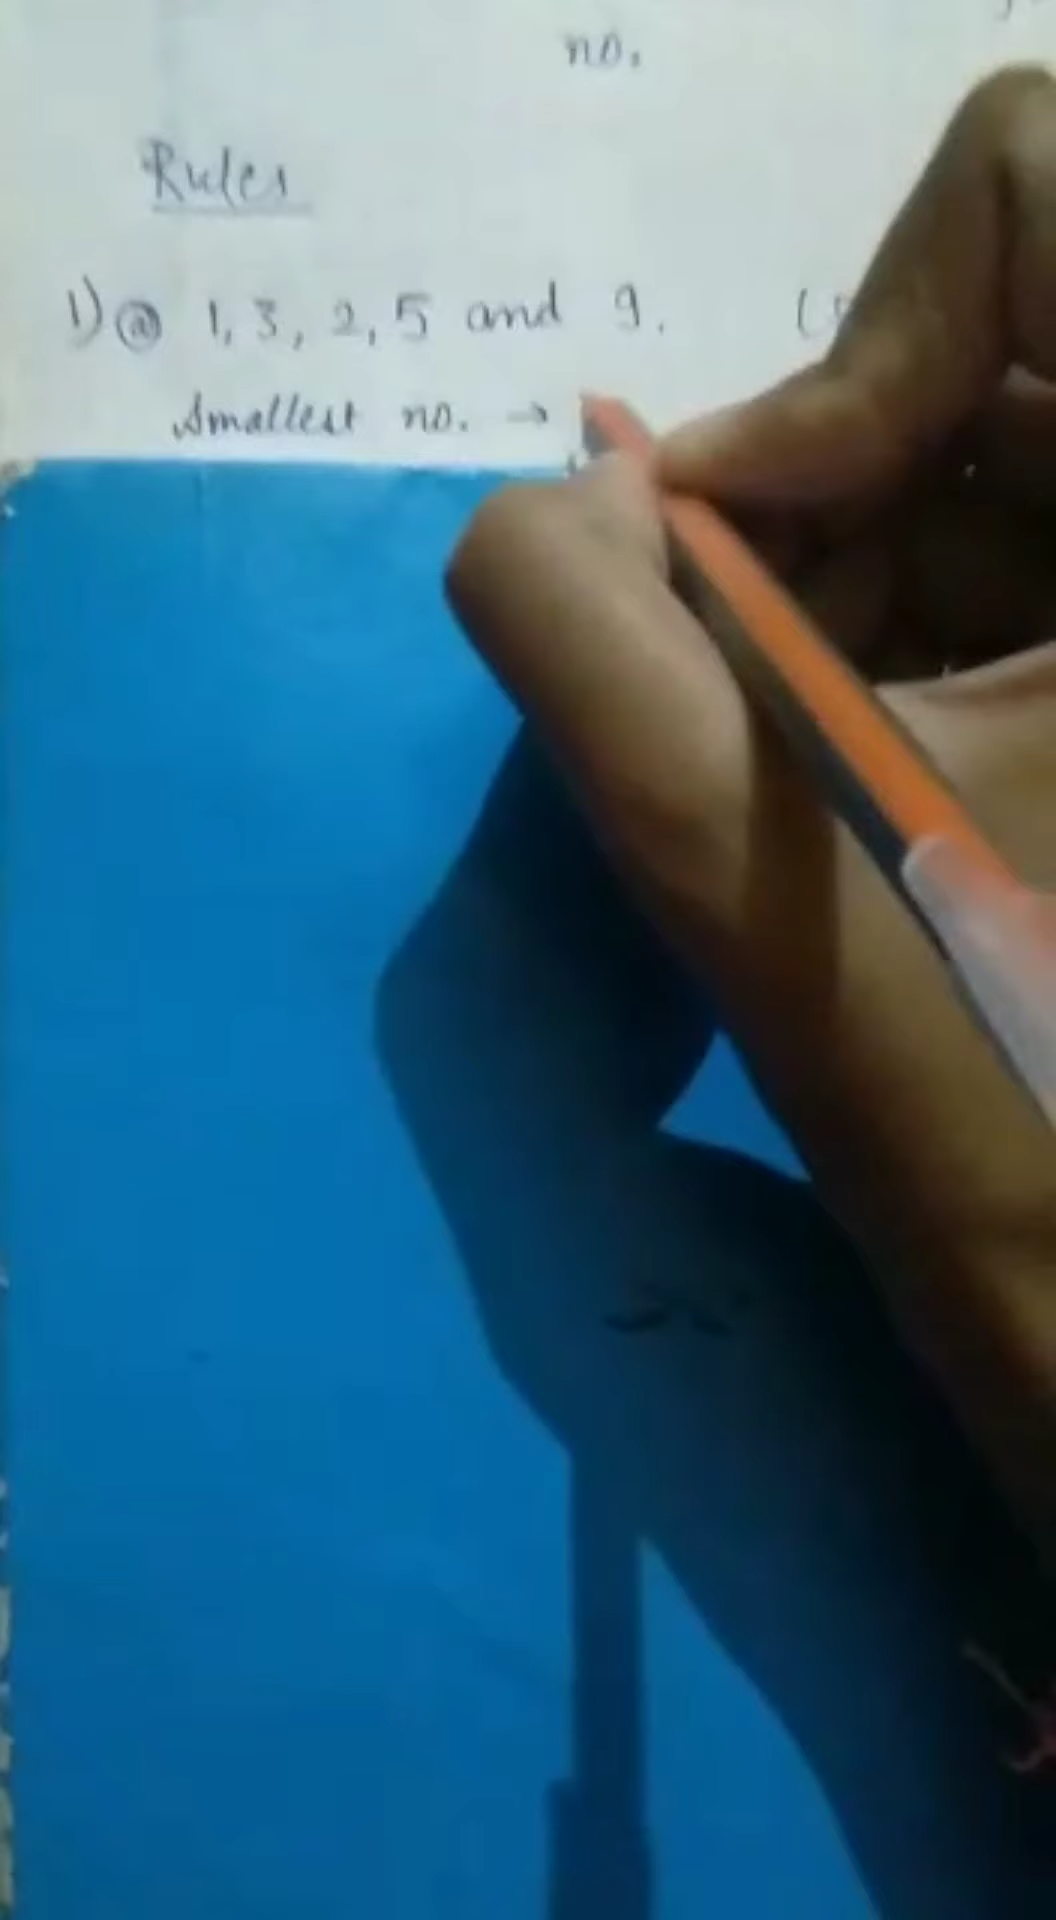 no.
Rules
1) ⓐ 1, 3, 2, 5 and 9.
Smallest no. →